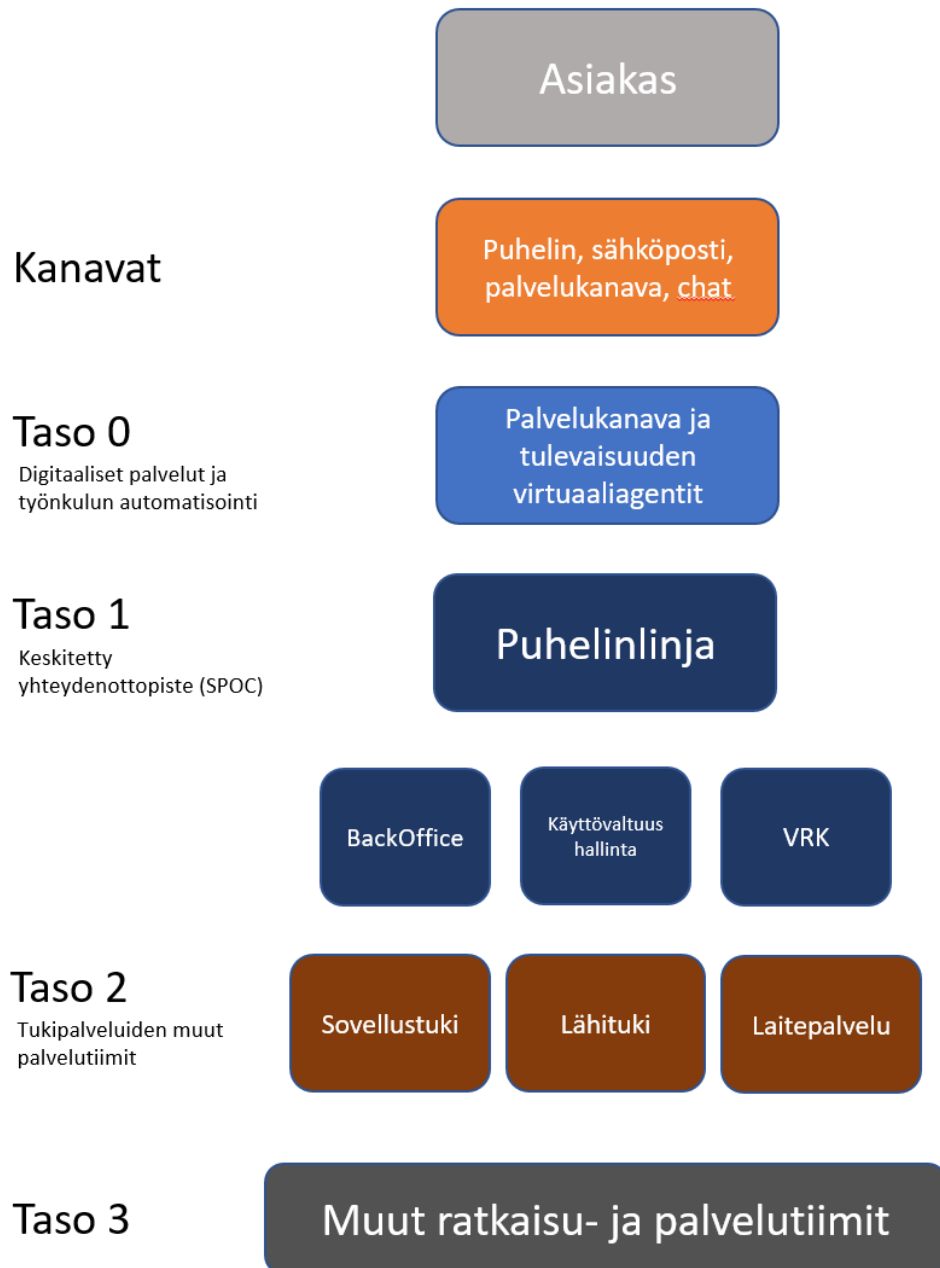 Asiakas
Kanavat
Puhelin, sähköposti,
palvelukanava, chat
Taso 0
Digitaaliset palvelut ja
työnkulun automatisointi
Palvelukanava ja
tulevaisuuden
virtuaaliagentit
Taso 1
Keskitetty
yhteydenottopiste (SPOC)
Puhelinlinja
BackOffice
Käyttövaltuus
hallinta
VRK
Taso 2
Tukipalveluiden muut
palvelutiimit
Sovellustuki
Lähituki
Laitepalvelu
Taso 3
Muut ratkaisu- ja palvelutiimit